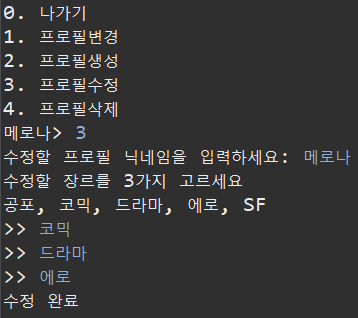 0. 나가기
1. 프로필변경
2. 프로필생성
3. 프로필수정
4. 프로필삭제
메로나> 3
수정할 프로필 닉네임을 입력하세요: 메로나
수정할 장르를 3가지 고르세요
공포, 코믹, 드라마, 에로, SF
>> 코믹
>> 드라마
>> 에로
수정 완료